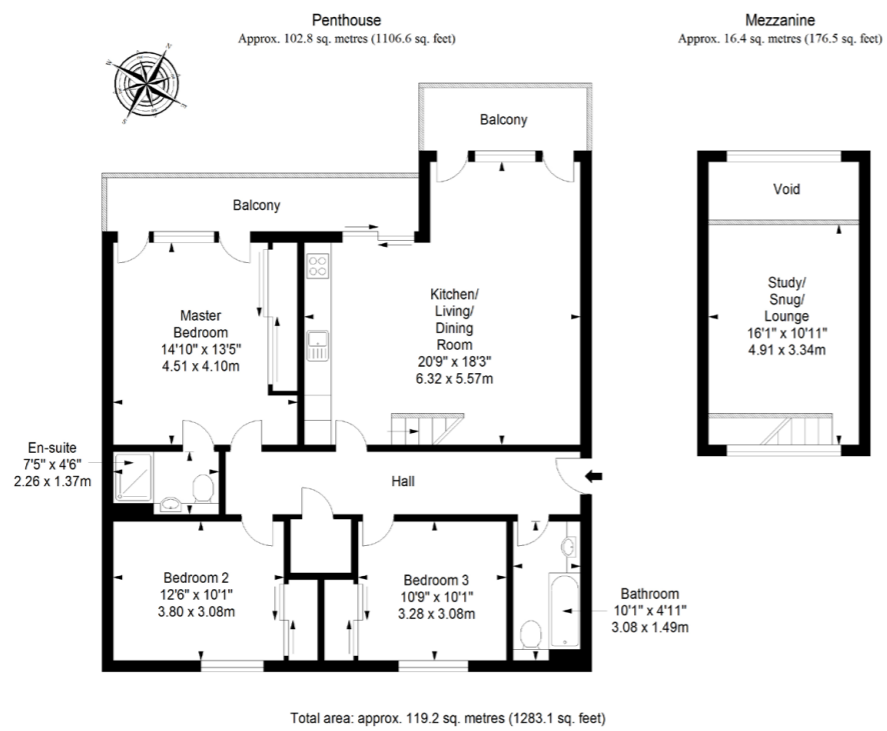 Penthouse
Approx. 102.8 sq. metres (1106.6 sq. feet)
Mezzanine
Approx. 16.4 sq. metres (176.5 sq. feet)
N
W
E
S
Balcony
Balcony
Void
Master
Bedroom
14'10" x 13'5"
4.51 x 4.10m
Kitchen/
Living/
Dining
Room
20'9" x 18'3"
6.32 x 5.57m
Study/
Snug/
Lounge
16'1" x 10'11"
4.91 x 3.34m
En-suite
7'5" x 4'6"
2.26 x 1.37m
Hall
Bedroom 2
12'6" x 10'1"
3.80 x 3.08m
Bedroom 3
10'9" x 10'1"
3.28 x 3.08m
Bathroom
10'1" x 4'11"
3.08 x 1.49m
Total area: approx. 119.2 sq. metres (1283.1 sq. feet)